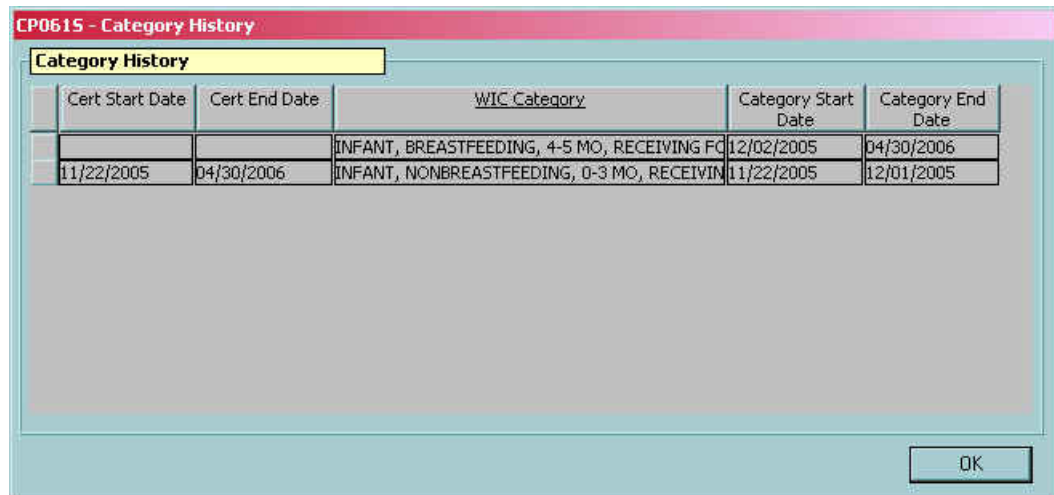 CP061S - Category History
Category History
Cert Start Date Cert End Date WIC Category Category Start Date Category End Date
INFANT, BREASTFEEDING, 4-5 MO, RECEIVING FO 12/02/2005 04/30/2006
11/22/2005 04/30/2006 INFANT, NONBREASTFEEDING, 0-3 MO, RECEIVIN 11/22/2005 12/01/2005
OK